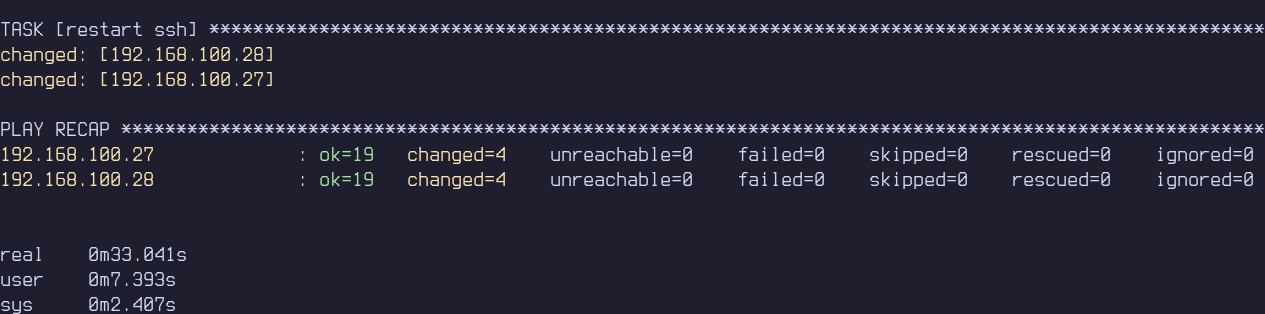 TASK [restart ssh] ************************************************************************************************
changed: [192.168.100.28]
changed: [192.168.100.27]
PLAY RECAP ********************************************************************************************************
192.168.100.27 : ok=19 changed=4 unreachable=0 failed=0 skipped=0 rescued=0 ignored=0
192.168.100.28 : ok=19 changed=4 unreachable=0 failed=0 skipped=0 rescued=0 ignored=0
real 0m33.041s
user 0m7.393s
sys 0m2.407s